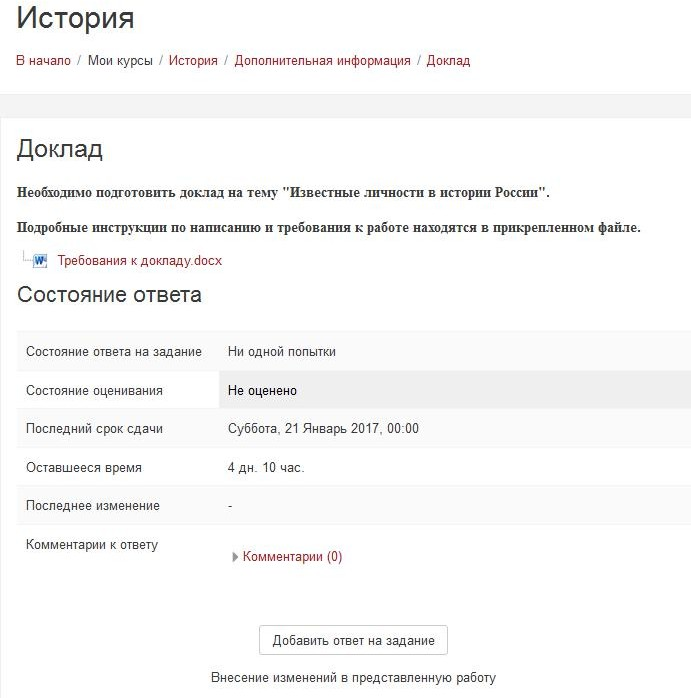 История
В начало / Мои курсы / История / Дополнительная информация / Доклад
Доклад
Необходимо подготовить доклад на тему "Известные личности в истории России".
Подробные инструкции по написанию и требования к работе находятся в прикрепленном файле.
Требования к докладу.docx
Состояние ответа
Состояние ответа на задание Ни одной попытки
Состояние оценивания Не оценено
Последний срок сдачи Суббота, 21 Январь 2017, 00:00
Оставшееся время 4 дн. 10 час.
Последнее изменение -
Комментарии к ответу
Комментарии (0)
Добавить ответ на задание
Внесение изменений в представленную работу